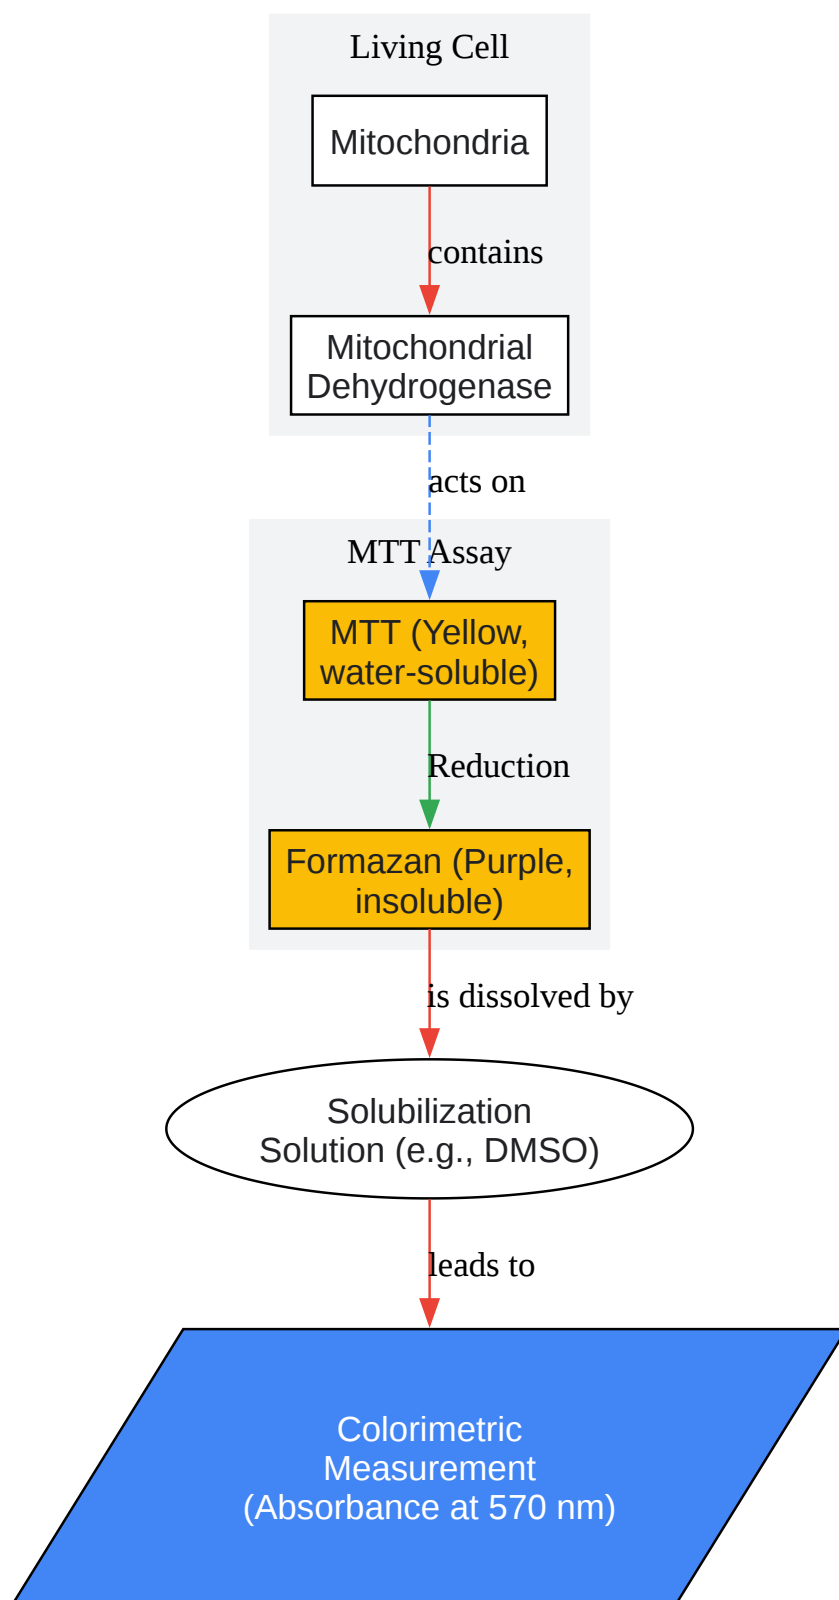 Living Cell
Mitochondria
contains
Mitochondrial
Dehydrogenase
acts on
MTT Assay
MTT (Yellow,
water-soluble)
Reduction
Formazan (Purple,
insoluble)
is dissolved by
Solubilization
Solution (e.g., DMSO)
leads to
Colorimetric
Measurement
(Absorbance at 570 nm)